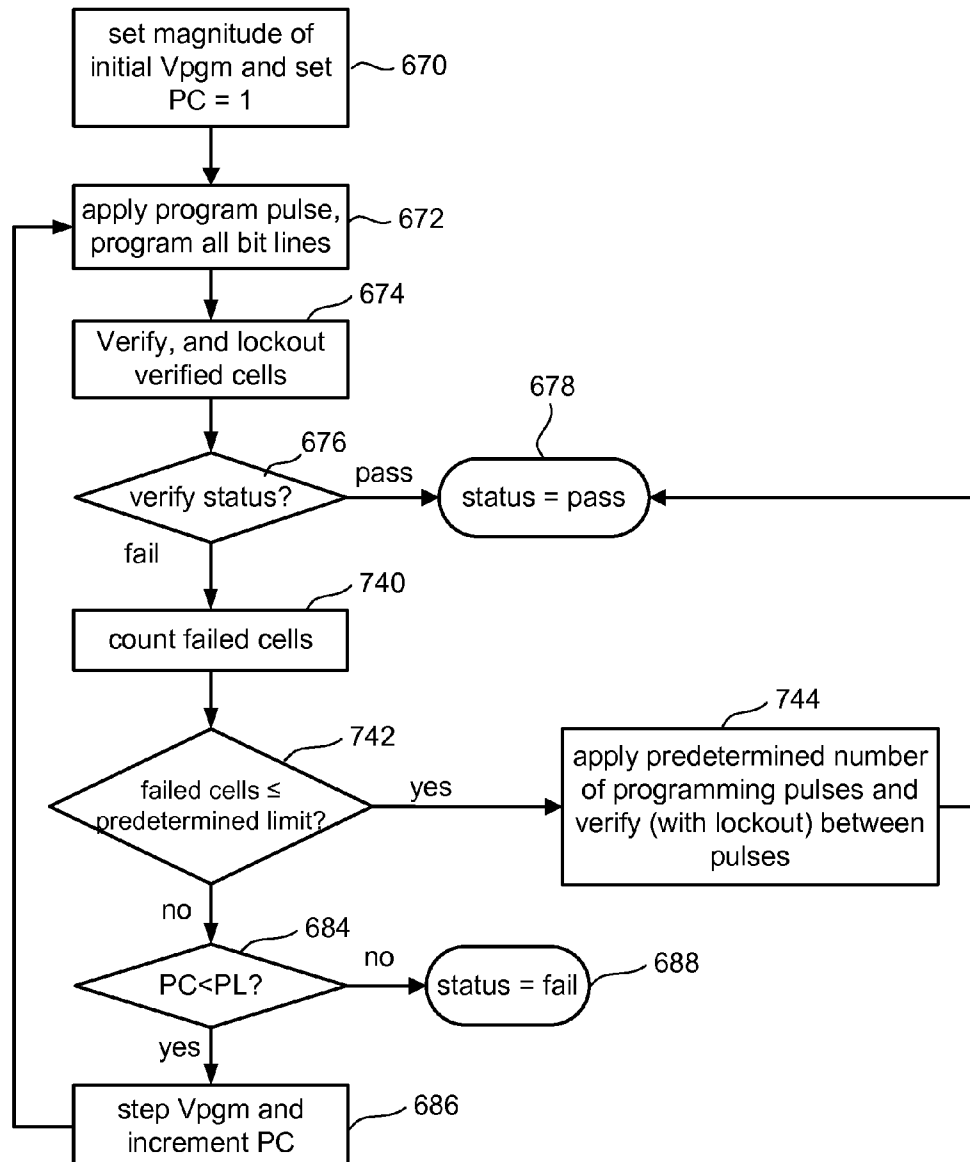 set magnitude of
initial Vpgm and set
PC = 1
670
apply program pulse,
program all bit lines
672
674
Verify, and lockout
verified cells
676
verify status?
pass
678
status = pass
fail
740
count failed cells
742
failed cells ≤
predetermined limit?
yes
744
apply predetermined number
of programming pulses and
verify (with lockout) between
pulses
no
684
PC<PL?
no
status = fail
688
yes
step Vpgm and
increment PC
686